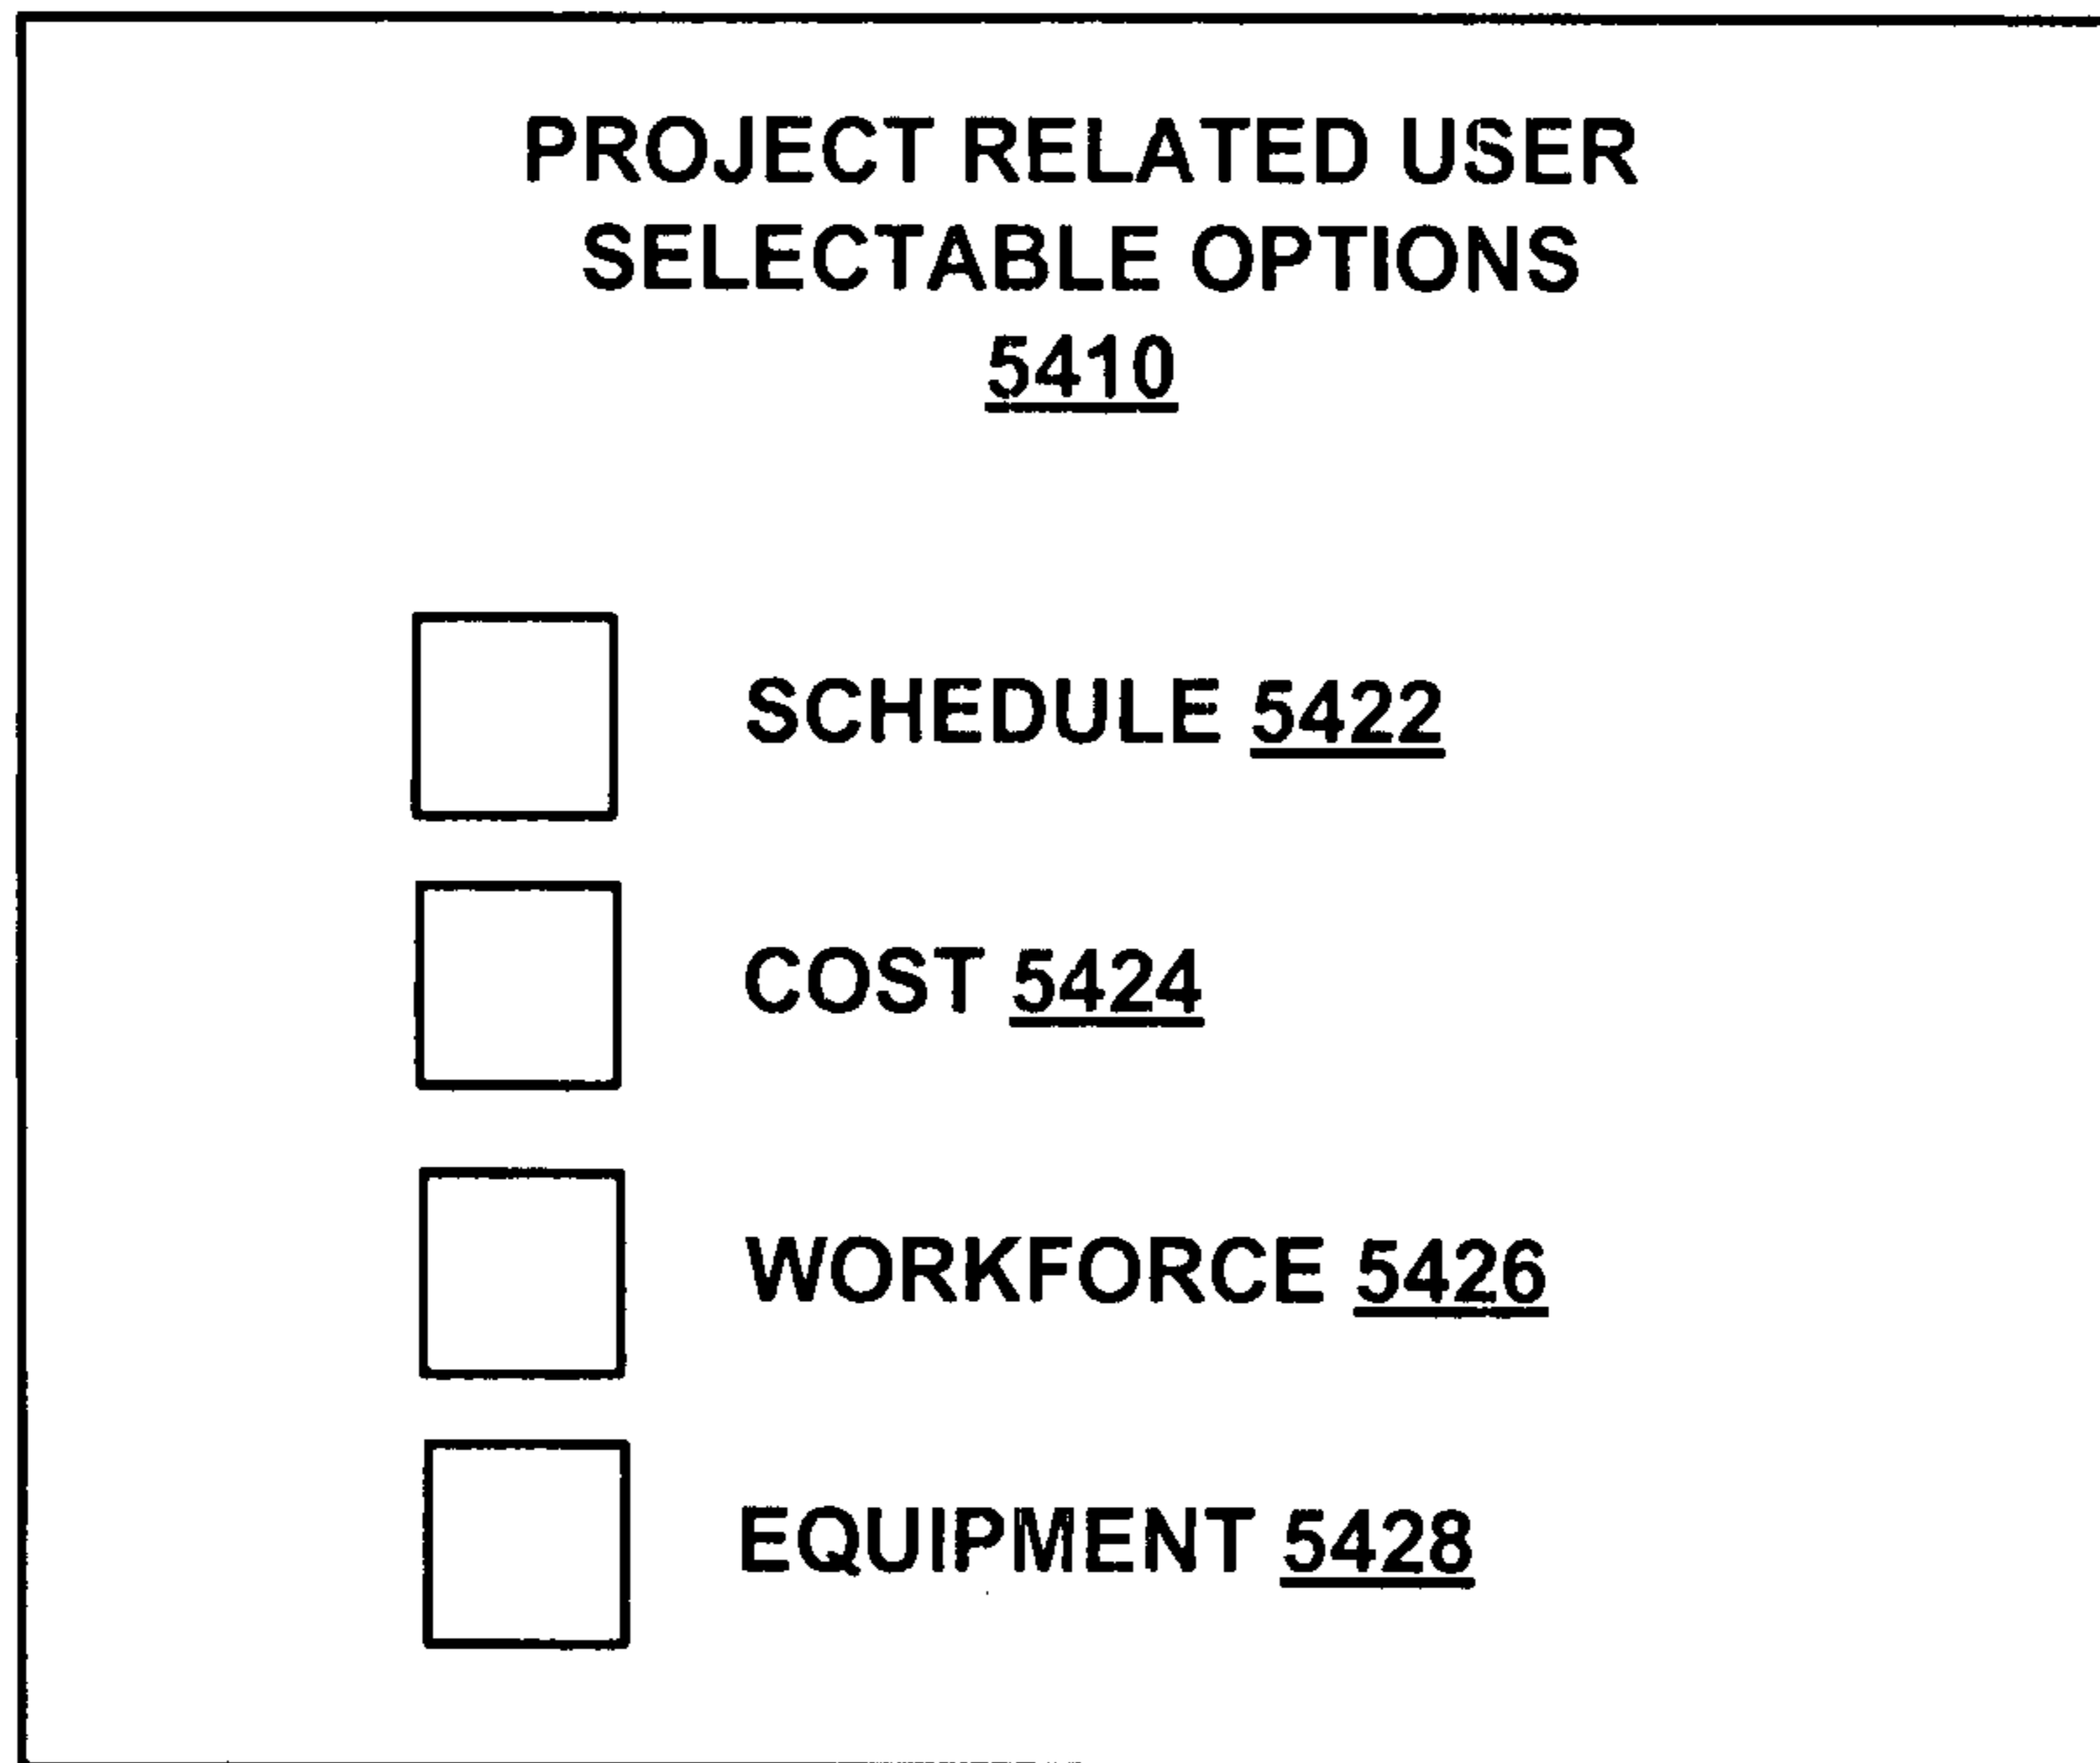 PROJECT RELATED USER
SELECTABLE OPTIONS
5410
SCHEDULE 5422
COST 5424
WORKFORCE 5426
EQUIPMENT 5428